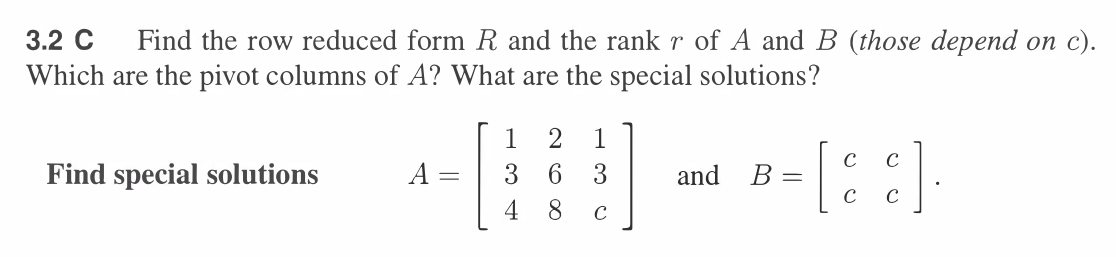 3.2 C Find the row reduced form R and the rank r of A and B (those depend on c).
Which are the pivot columns of A? What are the special solutions?
Find special solutions A = [ 1 2 1
3 6 3
4 8 c ] and B = [ c c
c c ] .